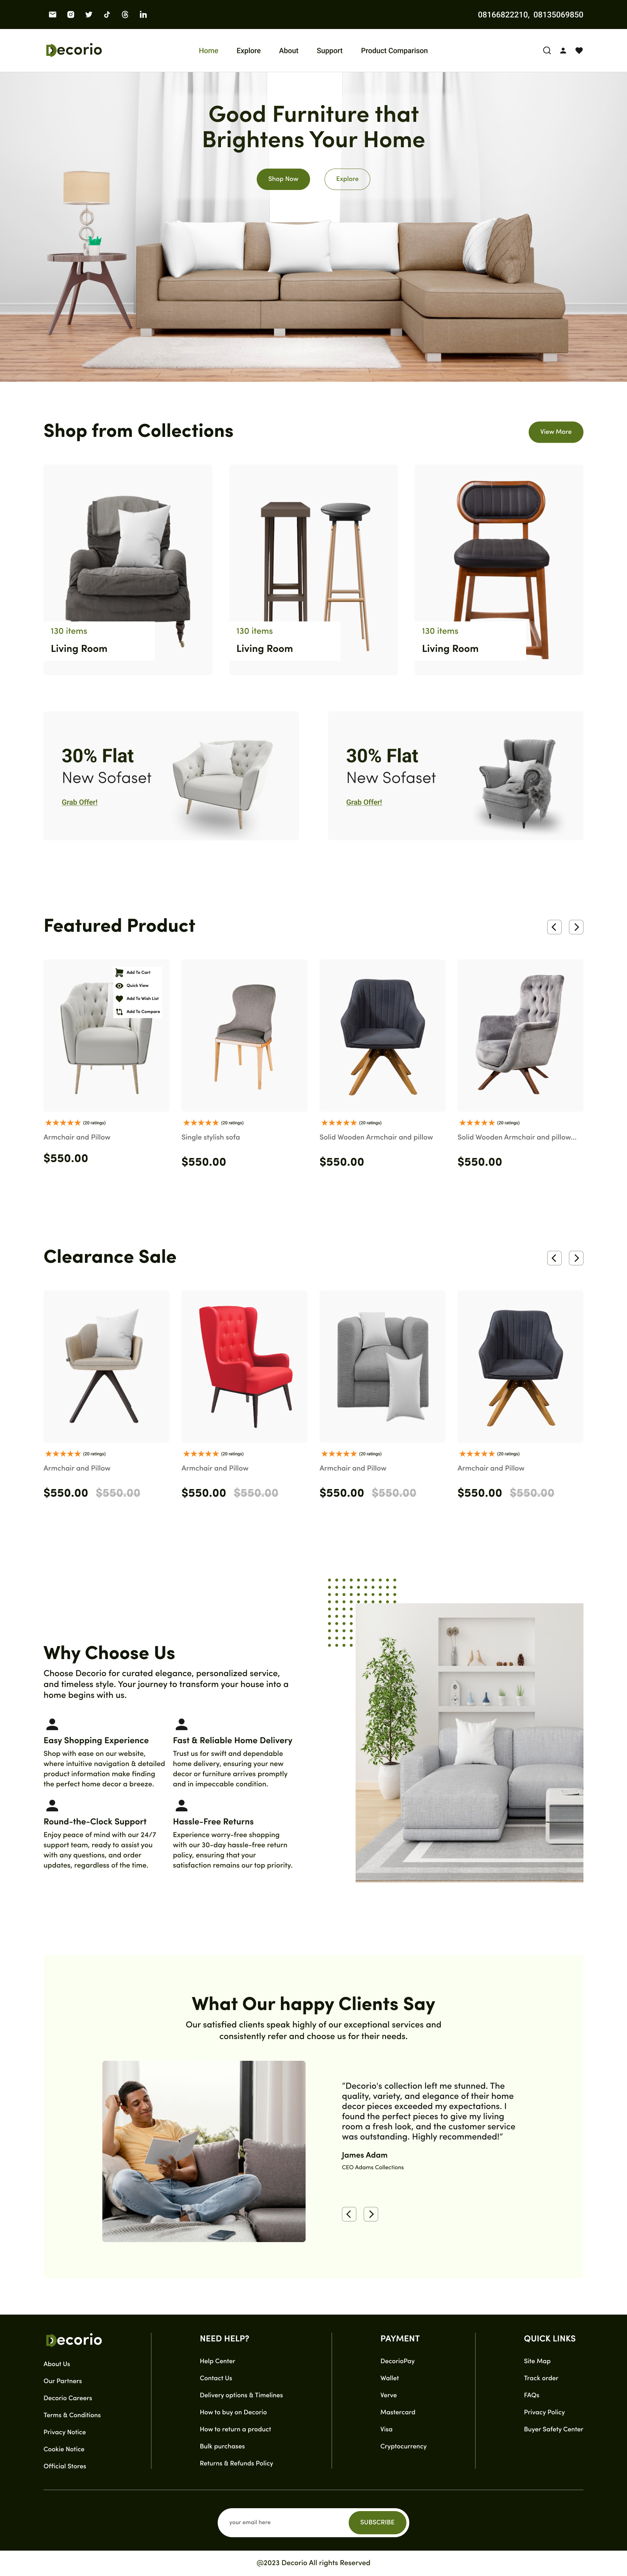 08166822210, 08135069850
Decorio
Home Explore About Support Product Comparison
Good Furniture that
Brightens Your Home
Shop Now Explore
Shop from Collections
View More
130 items
Living Room
130 items
Living Room
130 items
Living Room
30% Flat
New Sofaset
Grab Offer!
30% Flat
New Sofaset
Grab Offer!
Featured Product
Add To Cart
Quick View
Add To Wish List
Add To Compare
(20 ratings)
Armchair and Pillow
$550.00
(20 ratings)
Single stylish sofa
$550.00
(20 ratings)
Solid Wooden Armchair and pillow
$550.00
(20 ratings)
Solid Wooden Armchair and pillow...
$550.00
Clearance Sale
(20 ratings)
Armchair and Pillow
$550.00 $550.00
(20 ratings)
Armchair and Pillow
$550.00 $550.00
(20 ratings)
Armchair and Pillow
$550.00 $550.00
(20 ratings)
Armchair and Pillow
$550.00 $550.00
Why Choose Us
Choose Decorio for curated elegance, personalized service,
and timeless style. Your journey to transform your house into a
home begins with us.
Easy Shopping Experience
Shop with ease on our website,
where intuitive navigation & detailed
product information make finding
the perfect home decor a breeze.
Fast & Reliable Home Delivery
Trust us for swift and dependable
home delivery, ensuring your new
decor or furniture arrives promptly
and in impeccable condition.
Round-the-Clock Support
Enjoy peace of mind with our 24/7
support team, ready to assist you
with any questions, and order
updates, regardless of the time.
Hassle-Free Returns
Experience worry-free shopping
with our 30-day hassle-free return
policy, ensuring that your
satisfaction remains our top priority.
What Our happy Clients Say
Our satisfied clients speak highly of our exceptional services and
consistently refer and choose us for their needs.
“Decorio's collection left me stunned. The
quality, variety, and elegance of their home
decor pieces exceeded my expectations. I
found the perfect pieces to give my living
room a fresh look, and the customer service
was outstanding. Highly recommended!”
James Adam
CEO Adams Collections
Decorio
About Us
Our Partners
Decorio Careers
Terms & Conditions
Privacy Notice
Cookie Notice
Official Stores
NEED HELP?
Help Center
Contact Us
Delivery options & Timelines
How to buy on Decorio
How to return a product
Bulk purchases
Returns & Refunds Policy
PAYMENT
DecorioPay
Wallet
Verve
Mastercard
Visa
Cryptocurrency
QUICK LINKS
Site Map
Track order
FAQs
Privacy Policy
Buyer Safety Center
your email here
SUBSCRIBE
@2023 Decorio All rights Reserved